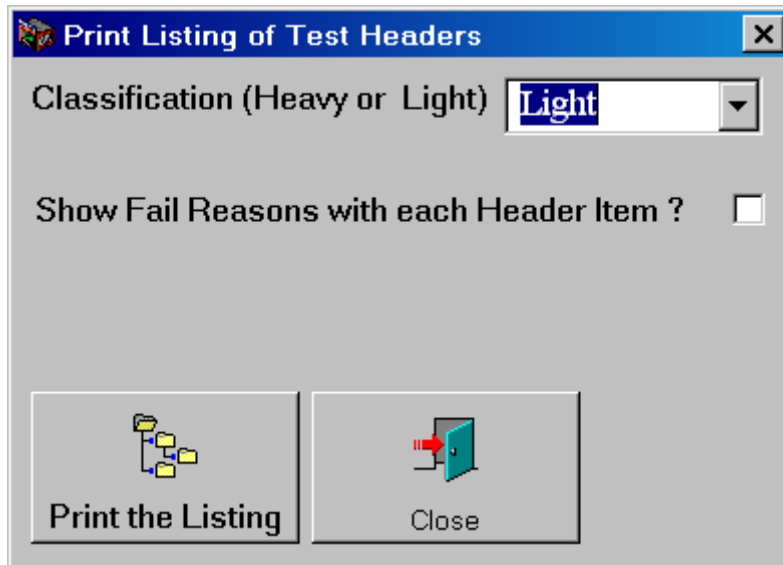 Print Listing of Test Headers
Classification (Heavy or Light) Light
Show Fail Reasons with each Header Item ?
Print the Listing
Close